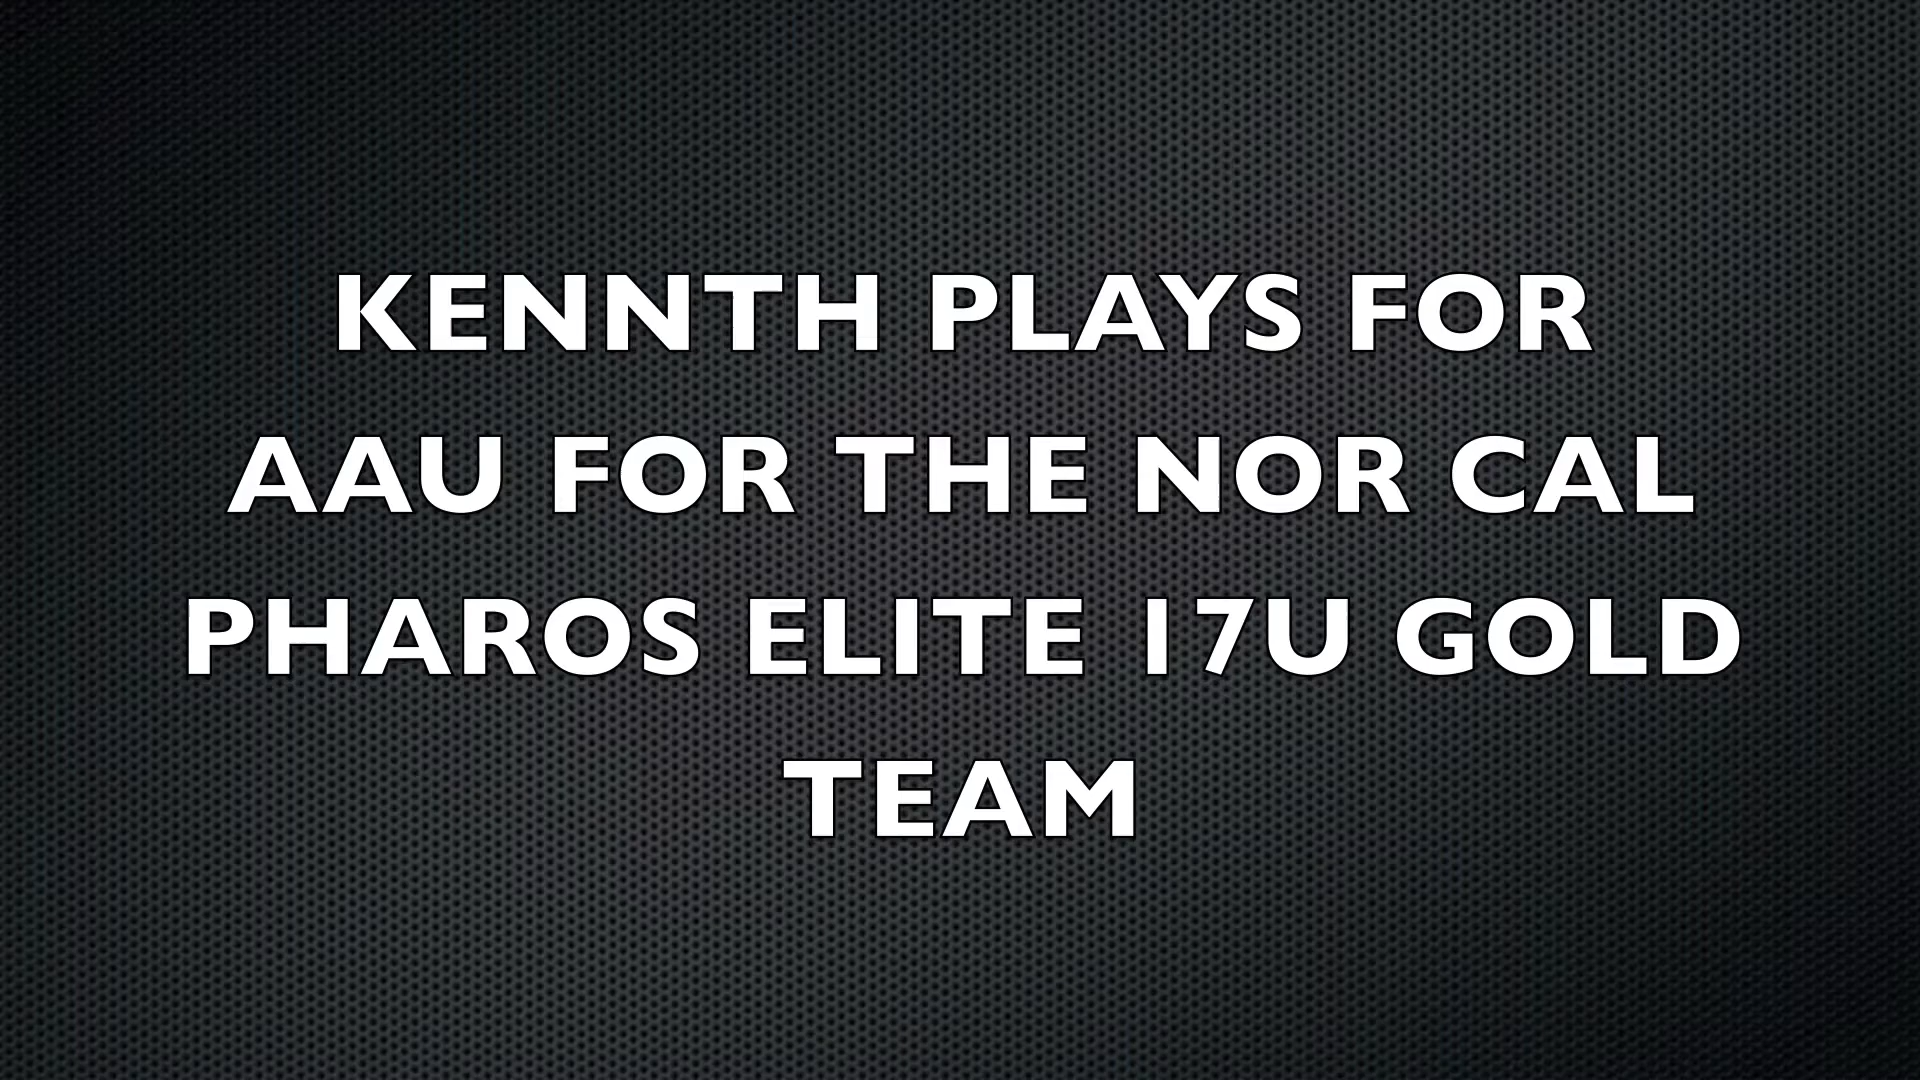 KENNTH PLAYS FOR
AAU FOR THE NOR CAL
PHAROS ELITE 17U GOLD
TEAM